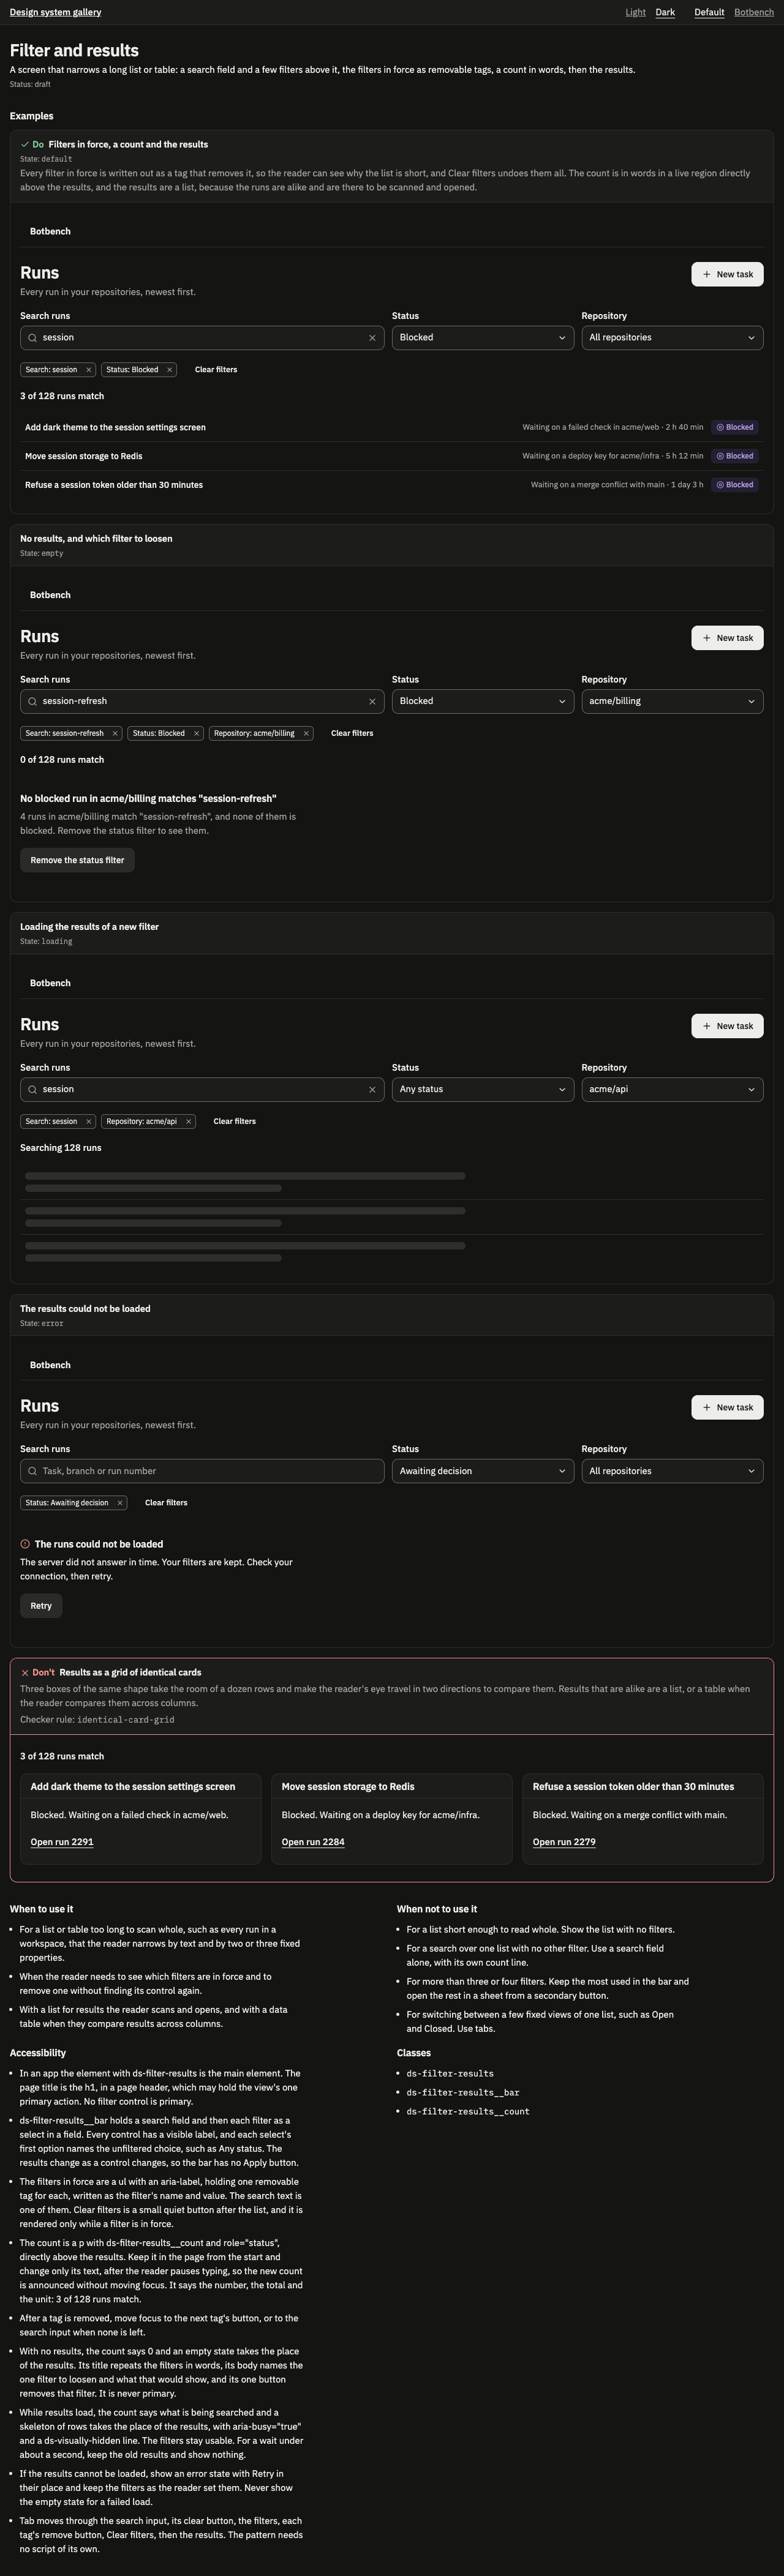 Design system gallery
Light Dark Default Botbench
Filter and results
A screen that narrows a long list or table: a search field and a few filters above it, the filters in force as removable tags, a count in words, then the results.
Status: draft
Examples
Do Filters in force, a count and the results
State: default
Every filter in force is written out as a tag that removes it, so the reader can see why the list is short, and Clear filters undoes them all. The count is in words in a live region directly
above the results, and the results are a list, because the runs are alike and are there to be scanned and opened.
Botbench
Runs
New task
Every run in your repositories, newest first.
Search runs Status Repository
session Blocked All repositories
Search: session Status: Blocked Clear filters
3 of 128 runs match
Add dark theme to the session settings screen Waiting on a failed check in acme/web · 2 h 40 min Blocked
Move session storage to Redis Waiting on a deploy key for acme/infra · 5 h 12 min Blocked
Refuse a session token older than 30 minutes Waiting on a merge conflict with main · 1 day 3 h Blocked
No results, and which filter to loosen
State: empty
Botbench
Runs
New task
Every run in your repositories, newest first.
Search runs Status Repository
session-refresh Blocked acme/billing
Search: session-refresh Status: Blocked Repository: acme/billing Clear filters
0 of 128 runs match
No blocked run in acme/billing matches "session-refresh"
4 runs in acme/billing match "session-refresh", and none of them is
blocked. Remove the status filter to see them.
Remove the status filter
Loading the results of a new filter
State: loading
Botbench
Runs
New task
Every run in your repositories, newest first.
Search runs Status Repository
session Any status acme/api
Search: session Repository: acme/api Clear filters
Searching 128 runs
The results could not be loaded
State: error
Botbench
Runs
New task
Every run in your repositories, newest first.
Search runs Status Repository
Task, branch or run number Awaiting decision All repositories
Status: Awaiting decision Clear filters
The runs could not be loaded
The server did not answer in time. Your filters are kept. Check your
connection, then retry.
Retry
Don't Results as a grid of identical cards
Three boxes of the same shape take the room of a dozen rows and make the reader's eye travel in two directions to compare them. Results that are alike are a list, or a table when
the reader compares them across columns.
Checker rule: identical-card-grid
3 of 128 runs match
Add dark theme to the session settings screen
Blocked. Waiting on a failed check in acme/web.
Open run 2291
Move session storage to Redis
Blocked. Waiting on a deploy key for acme/infra.
Open run 2284
Refuse a session token older than 30 minutes
Blocked. Waiting on a merge conflict with main.
Open run 2279
When to use it
For a list or table too long to scan whole, such as every run in a
workspace, that the reader narrows by text and by two or three fixed
properties.
When the reader needs to see which filters are in force and to
remove one without finding its control again.
With a list for results the reader scans and opens, and with a data
table when they compare results across columns.
When not to use it
For a list short enough to read whole. Show the list with no filters.
For a search over one list with no other filter. Use a search field
alone, with its own count line.
For more than three or four filters. Keep the most used in the bar and
open the rest in a sheet from a secondary button.
For switching between a few fixed views of one list, such as Open
and Closed. Use tabs.
Accessibility
In an app the element with ds-filter-results is the main element. The
page title is the h1, in a page header, which may hold the view's one
primary action. No filter control is primary.
ds-filter-results__bar holds a search field and then each filter as a
select in a field. Every control has a visible label, and each select's
first option names the unfiltered choice, such as Any status. The
results change as a control changes, so the bar has no Apply button.
The filters in force are a ul with an aria-label, holding one removable
tag for each, written as the filter's name and value. The search text is
one of them. Clear filters is a small quiet button after the list, and it is
rendered only while a filter is in force.
The count is a p with ds-filter-results__count and role="status",
directly above the results. Keep it in the page from the start and
change only its text, after the reader pauses typing, so the new count
is announced without moving focus. It says the number, the total and
the unit: 3 of 128 runs match.
After a tag is removed, move focus to the next tag's button, or to the
search input when none is left.
With no results, the count says 0 and an empty state takes the place
of the results. Its title repeats the filters in words, its body names the
one filter to loosen and what that would show, and its one button
removes that filter. It is never primary.
While results load, the count says what is being searched and a
skeleton of rows takes the place of the results, with aria-busy="true"
and a ds-visually-hidden line. The filters stay usable. For a wait under
about a second, keep the old results and show nothing.
If the results cannot be loaded, show an error state with Retry in
their place and keep the filters as the reader set them. Never show
the empty state for a failed load.
Tab moves through the search input, its clear button, the filters, each
tag's remove button, Clear filters, then the results. The pattern needs
no script of its own.
Classes
ds-filter-results
ds-filter-results__bar
ds-filter-results__count